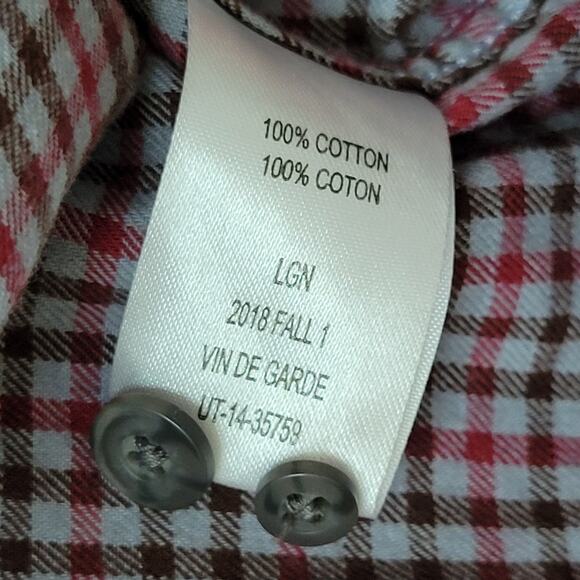 100% COTTON
100% COTON
LGN
2018 FALL 1
VIN DE GARDE
UT-14-35759